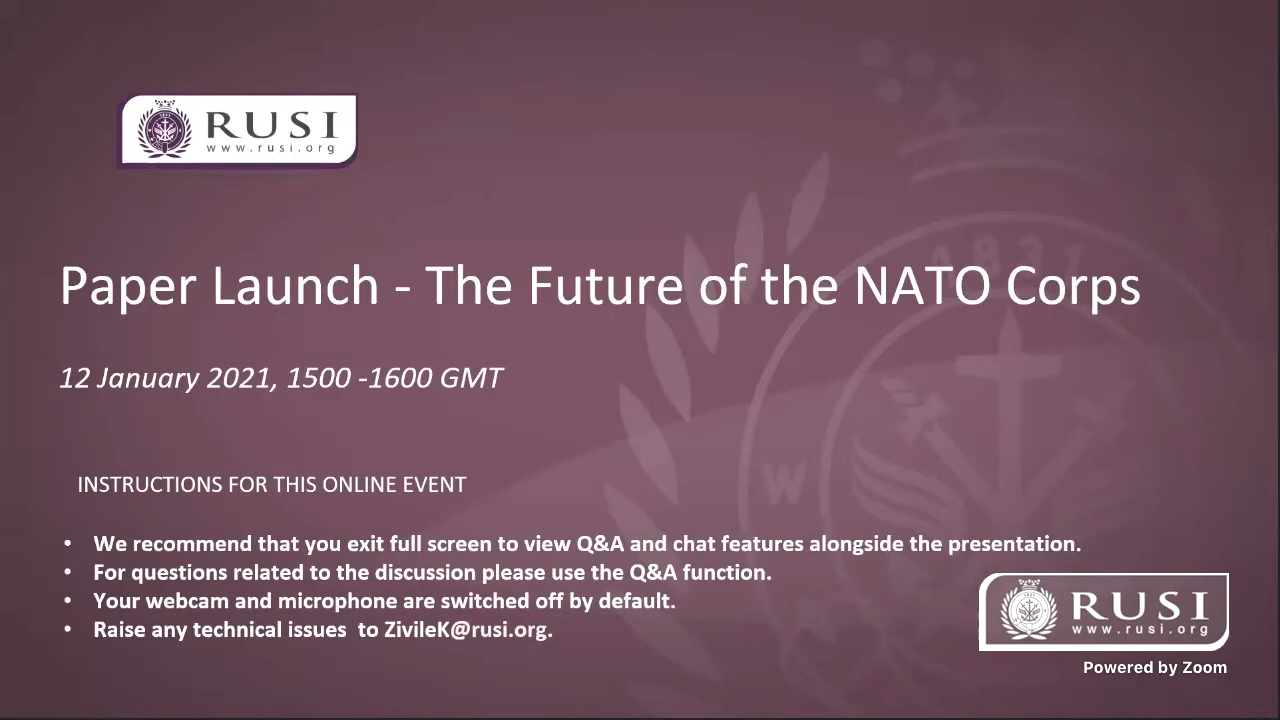 RUSI
www.rusi.org
Paper Launch - The Future of the NATO Corps
12 January 2021, 1500 -1600 GMT
INSTRUCTIONS FOR THIS ONLINE EVENT
• We recommend that you exit full screen to view Q&A and chat features alongside the presentation.
• For questions related to the discussion please use the Q&A function.
• Your webcam and microphone are switched off by default.
• Raise any technical issues  to ZivileK@rusi.org.
RUSI
www.rusi.org
Powered by Zoom